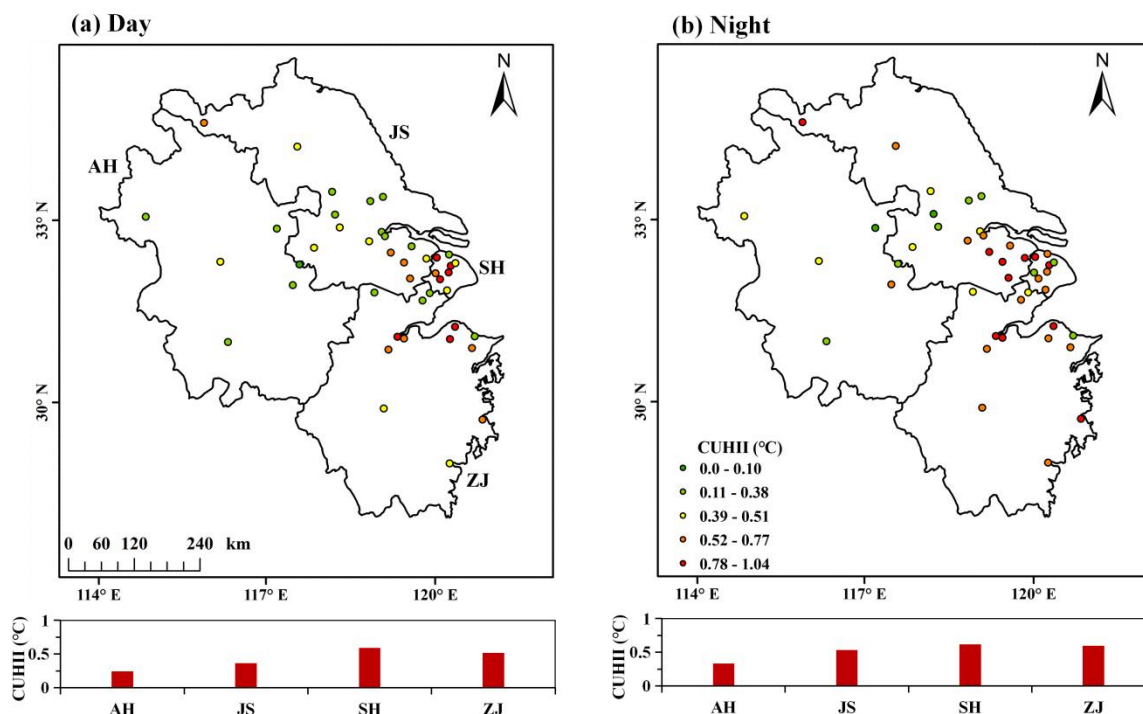 (a) Day
N
JS
AH
33° N
SH
30° N
ZJ
0 60 120 240 km
114° E 117° E 120° E
CUHII (°C)
1
0.5
0
AH JS SH ZJ
(b) Night
N
33° N
30° N
CUHII (°C)
0.0 - 0.10
0.11 - 0.38
0.39 - 0.51
0.52 - 0.77
0.78 - 1.04
114° E 117° E 120° E
CUHII (°C)
1
0.5
0
AH JS SH ZJ